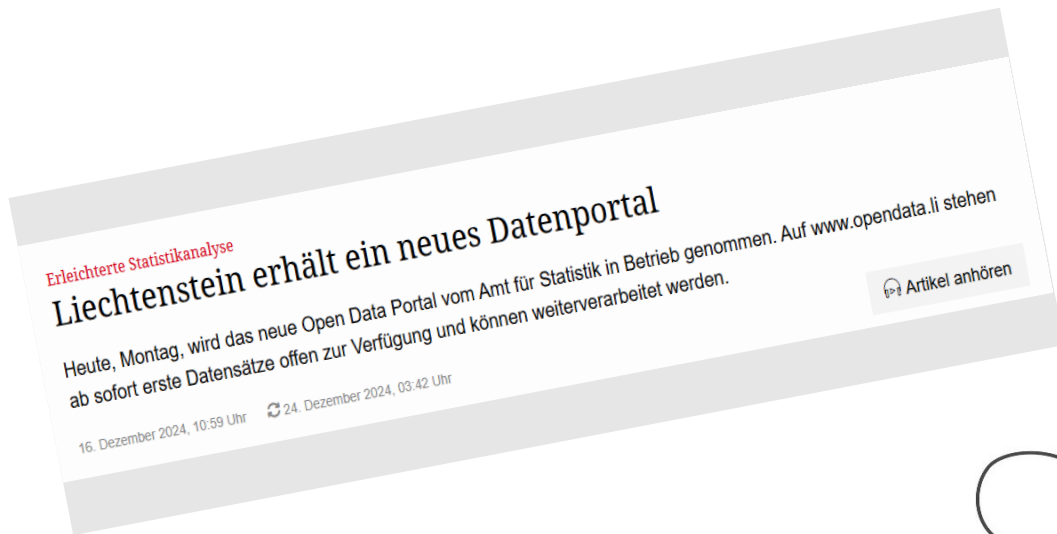 Erleichterte Statistikanalyse
Liechtenstein erhält ein neues Datenportal
Heute, Montag, wird das neue Open Data Portal vom Amt für Statistik in Betrieb genommen. Auf www.opendata.li stehen
ab sofort erste Datensätze offen zur Verfügung und können weiterverarbeitet werden.
Artikel anhören
16. Dezember 2024, 10:59 Uhr 24. Dezember 2024, 03:42 Uhr